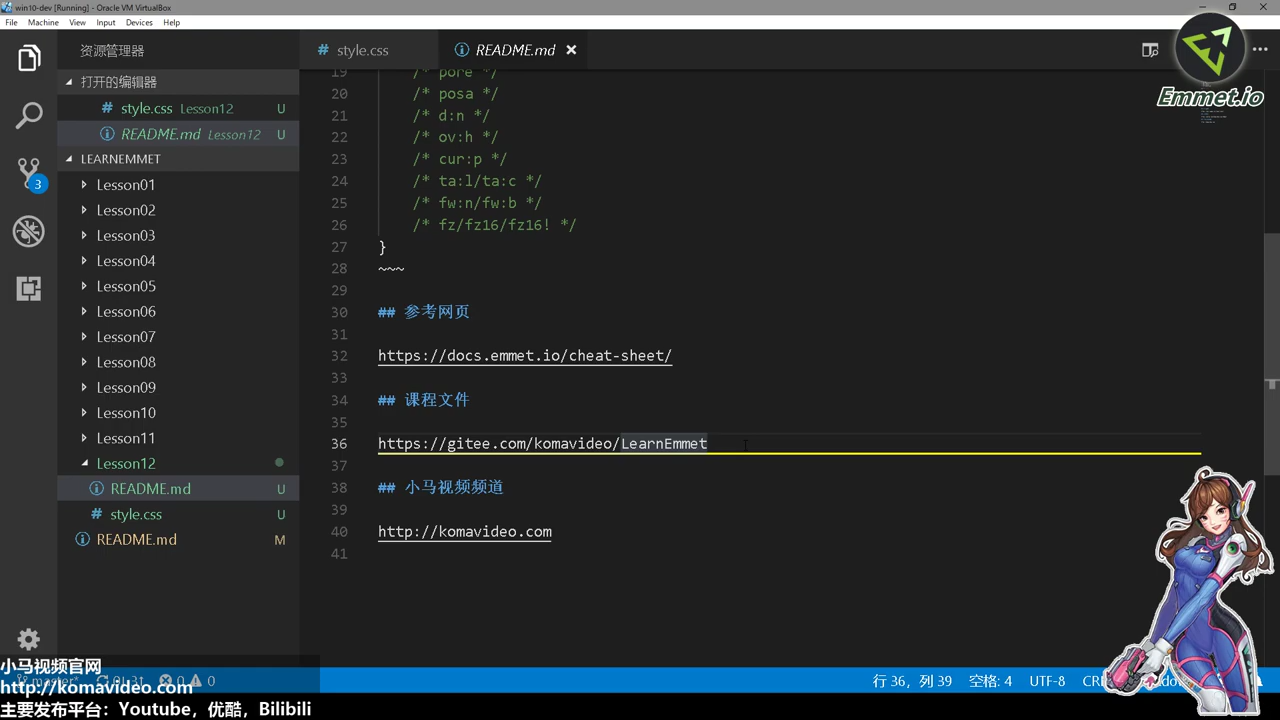 win10-dev [Running] - Oracle VM VirtualBox
File Machine View Input Devices Help
资源管理器
打开的编辑器
# style.css Lesson12 U
README.md Lesson12 U
LEARNEMMET
Lesson01
Lesson02
Lesson03
Lesson04
Lesson05
Lesson06
Lesson07
Lesson08
Lesson09
Lesson10
Lesson11
Lesson12
README.md U
# style.css U
README.md M
3
# style.css
README.md
Emmet.io
19 /* pore */
20 /* posa */
21 /* d:n */
22 /* ov:h */
23 /* cur:p */
24 /* ta:l/ta:c */
25 /* fw:n/fw:b */
26 /* fz/fz16/fz16! */
27 }
28 ~~~
29
30 ## 参考网页
31
32 https://docs.emmet.io/cheat-sheet/
33
34 ## 课程文件
35
36 https://gitee.com/komavideo/LearnEmmet
37
38 ## 小马视频频道
39
40 http://komavideo.com
41
小马视频官网
http://komavideo.com
主要发布平台：Youtube，优酷，Bilibili
master* 0 0
行 36，列 39 空格: 4 UTF-8